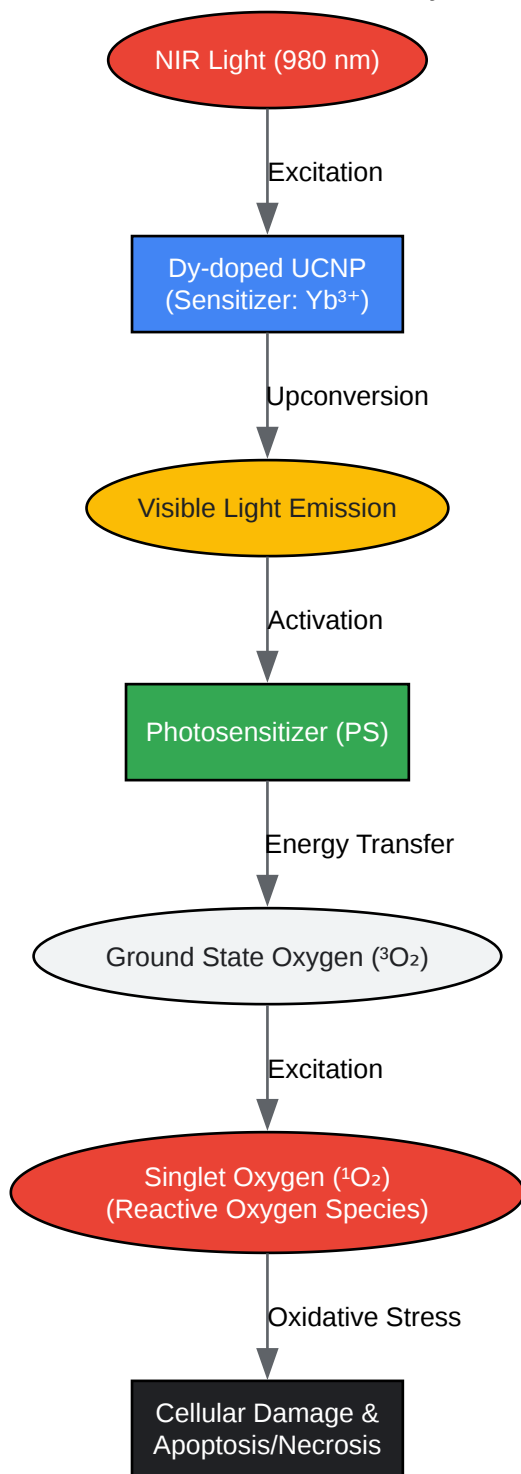 NIR Light (980 nm)
Excitation
Dy-doped UCNP
(Sensitizer: Yb³⁺)
Upconversion
Visible Light Emission
Activation
Photosensitizer (PS)
Energy Transfer
Ground State Oxygen (³O₂)
Excitation
Singlet Oxygen (¹O₂)
(Reactive Oxygen Species)
Oxidative Stress
Cellular Damage &
Apoptosis/Necrosis